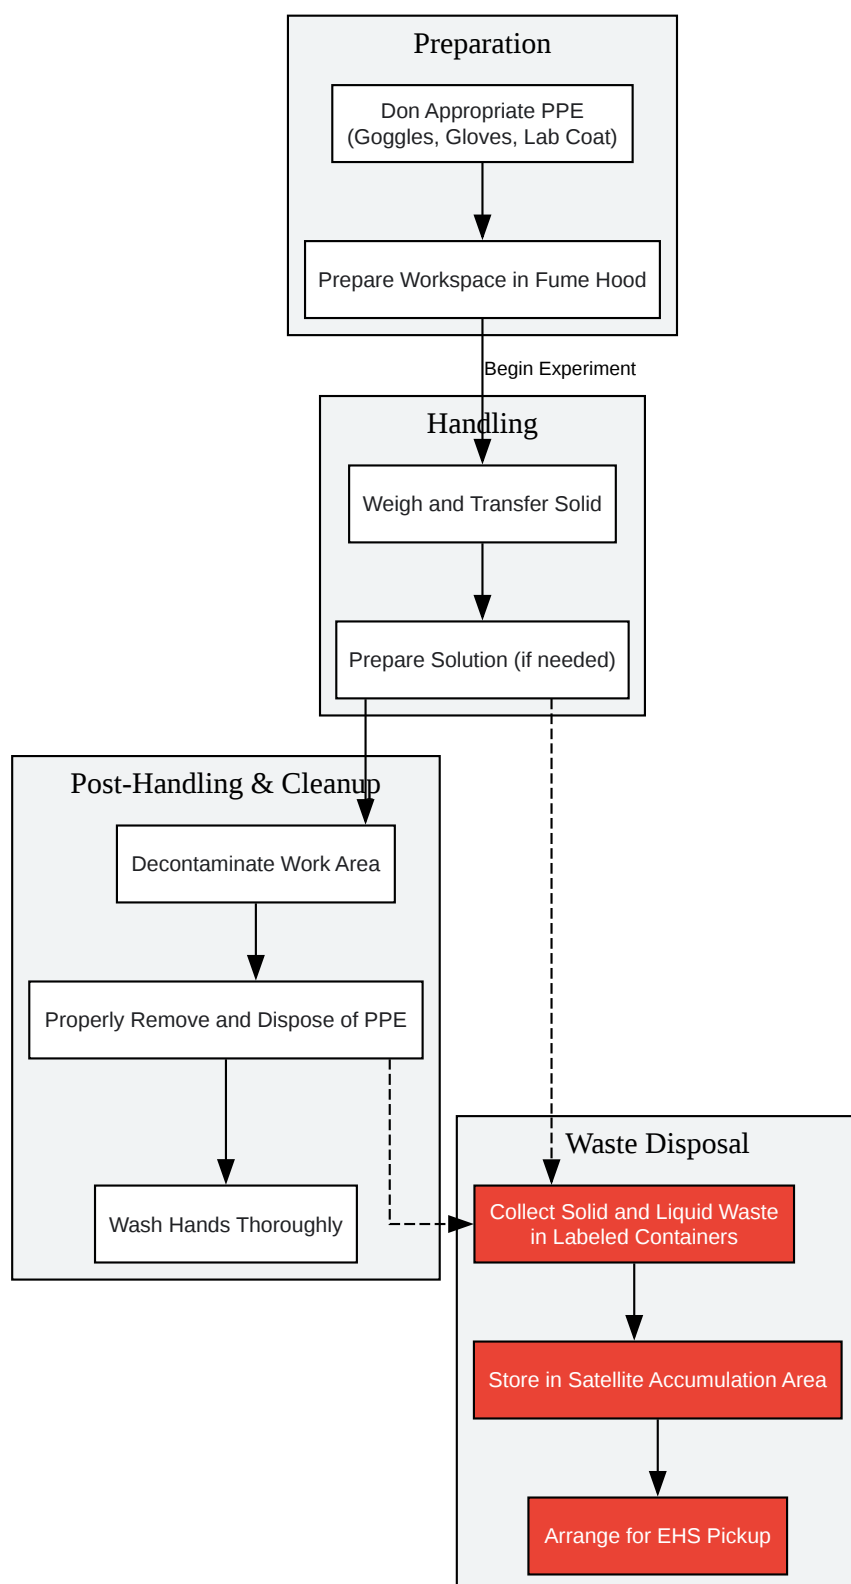 Preparation
Don Appropriate PPE
(Goggles, Gloves, Lab Coat)
Prepare Workspace in Fume Hood
Begin Experiment
Handling
Weigh and Transfer Solid
Prepare Solution (if needed)
Post-Handling & Cleanup
Decontaminate Work Area
Properly Remove and Dispose of PPE
Wash Hands Thoroughly
Waste Disposal
Collect Solid and Liquid Waste
in Labeled Containers
Store in Satellite Accumulation Area
Arrange for EHS Pickup